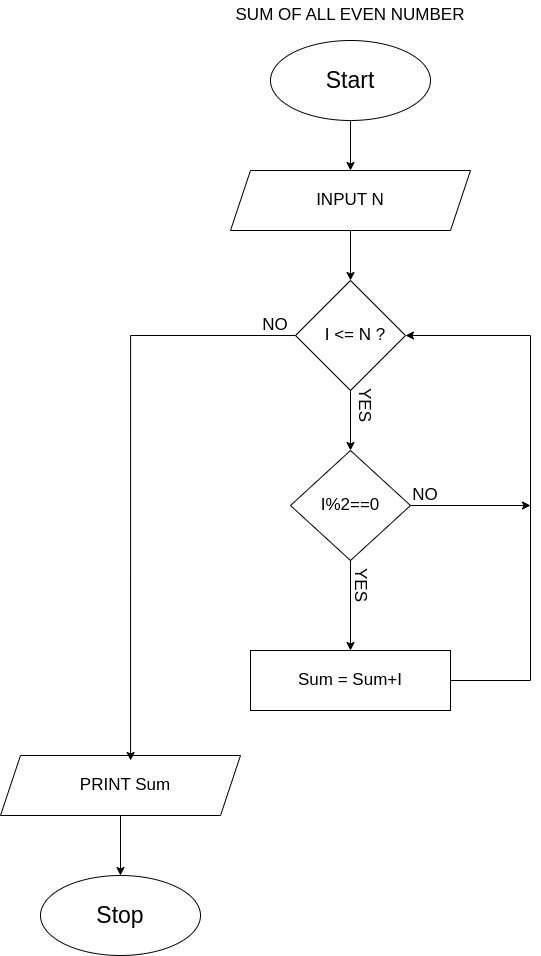 SUM OF ALL EVEN NUMBER
Start
INPUT N
NO
I <= N ?
YES
I%2==0
NO
YES
Sum = Sum+I
PRINT Sum
Stop